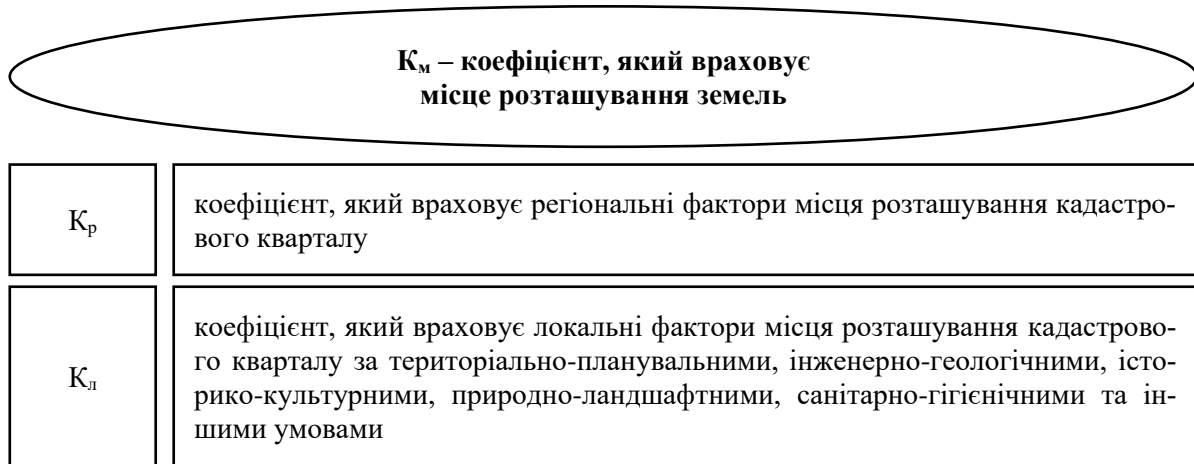 Км – коефіцієнт, який враховує
місце розташування земель
Кр
коефіцієнт, який враховує регіональні фактори місця розташування кадастро-
вого кварталу
Кл
коефіцієнт, який враховує локальні фактори місця розташування кадастрово-
го кварталу за територіально-планувальними, інженерно-геологічними, істо-
рико-культурними, природно-ландшафтними, санітарно-гігієнічними та ін-
шими умовами